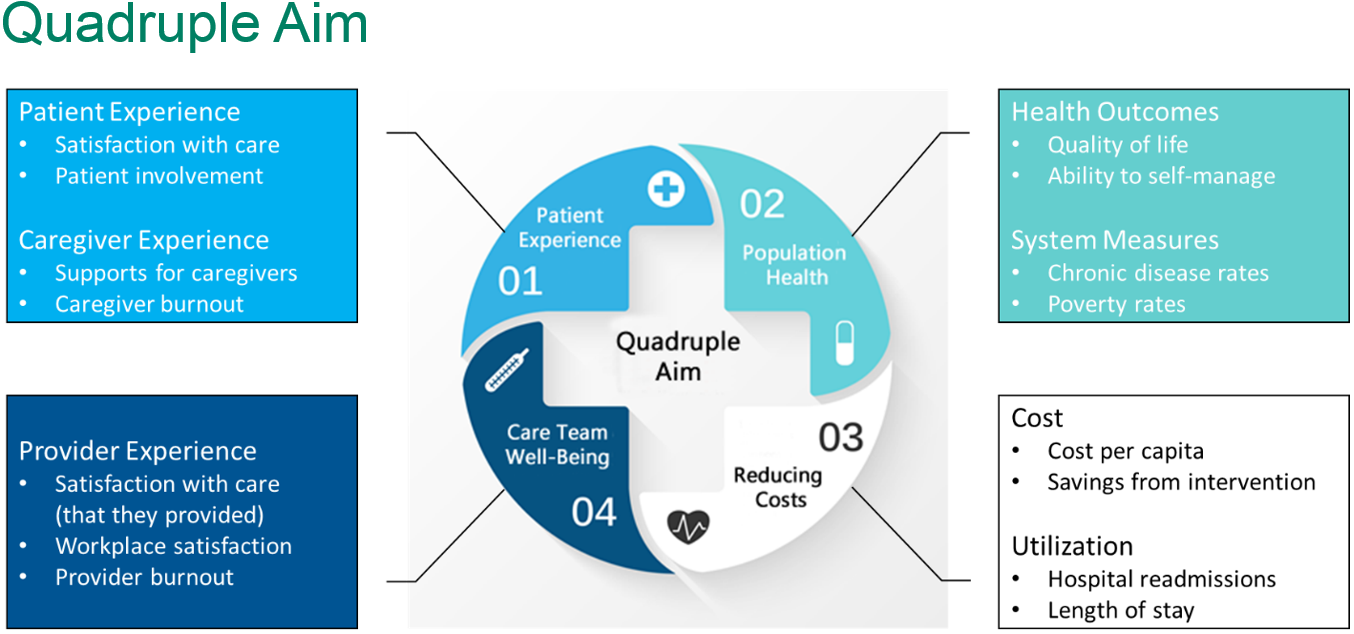 Quadruple Aim
Patient Experience
• Satisfaction with care
• Patient involvement
Caregiver Experience
• Supports for caregivers
• Caregiver burnout
Provider Experience
• Satisfaction with care
(that they provided)
• Workplace satisfaction
• Provider burnout
Patient
Experience
01
02
Population
Health
Quadruple
Aim
03
Reducing
Costs
Care Team
Well-Being
04
Health Outcomes
• Quality of life
• Ability to self-manage
System Measures
• Chronic disease rates
• Poverty rates
Cost
• Cost per capita
• Savings from intervention
Utilization
• Hospital readmissions
• Length of stay